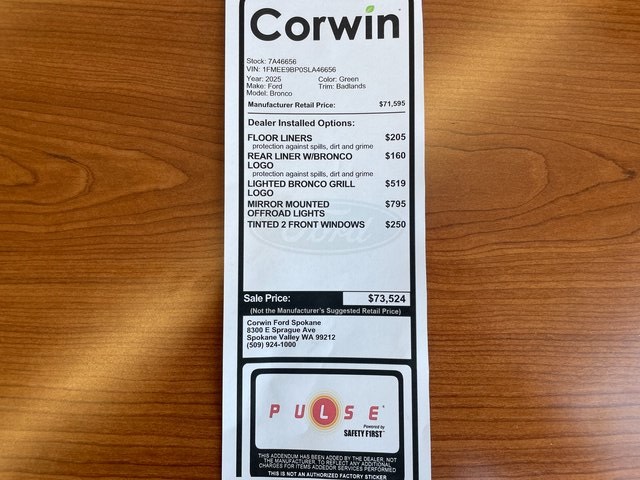 Corwin
Stock: 7A46656
VIN: 1FMEE9BP0SLA46656
Year: 2025 Color: Green
Make: Ford Trim: Badlands
Model: Bronco
Manufacturer Retail Price: $71,595
Dealer Installed Options:
FLOOR LINERS $205
protection against spills, dirt and grime
REAR LINER W/BRONCO $160
LOGO
protection against spills, dirt and grime
LIGHTED BRONCO GRILL $519
LOGO
MIRROR MOUNTED $795
OFFROAD LIGHTS
TINTED 2 FRONT WINDOWS $250
Ford
Sale Price: $73,524
(Not the Manufacturer's Suggested Retail Price)
Corwin Ford Spokane
8300 E Sprague Ave
Spokane Valley WA 99212
(509) 924-1000
PULSE
Powered by
SAFETY FIRST
THIS ADDENDUM HAS BEEN ADDED BY THE DEALER, NOT
THE MANUFACTURER, TO REFLECT ANY ADDITIONAL
CHARGES FOR ITEMS ADDEDOR SERVICES PERFORMED
THIS IS NOT AN AUTHORIZED FACTORY STICKER